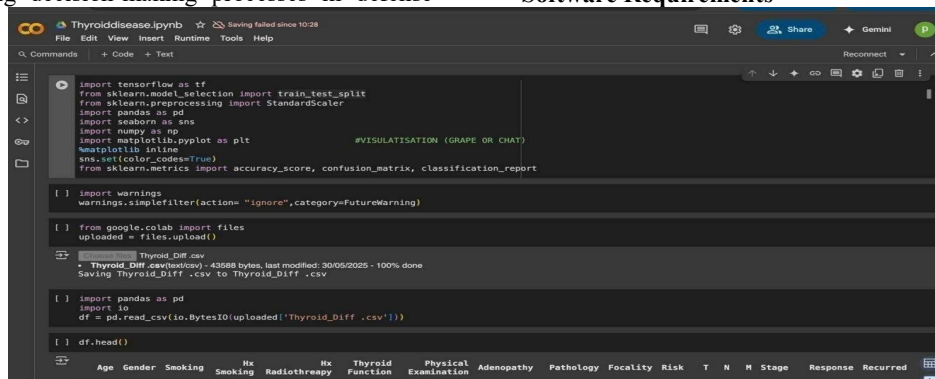 decision-making processes in defense
Software Requirements
Thyroiddisease.ipynb Saving failed since 10:28
File Edit View Insert Runtime Tools Help
Share
Gemini
P
Commands + Code + Text
Reconnect
import tensorflow as tf
from sklearn.model_selection import train_test_split
from sklearn.preprocessing import StandardScaler
import pandas as pd
import seaborn as sns
import numpy as np
import matplotlib.pyplot as plt #VISULATISATION (GRAPE OR CHAT)
%matplotlib inline
sns.set(color_codes=True)
from sklearn.metrics import accuracy_score, confusion_matrix, classification_report
[ ] import warnings
warnings.simplefilter(action= "ignore",category=FutureWarning)
[ ] from google.colab import files
uploaded = files.upload()
Thyroid_Diff .csv
• Thyroid_Diff .csv(text/csv) - 43588 bytes, last modified: 30/05/2025 - 100% done
Saving Thyroid_Diff .csv to Thyroid_Diff .csv
[ ] import pandas as pd
import io
df = pd.read_csv(io.BytesIO(uploaded['Thyroid_Diff .csv']))
[ ] df.head()
Age Gender Smoking Hx Smoking Hx Radiothreapy Thyroid Function Physical Examination Adenopathy Pathology Focality Risk T N M Stage Response Recurred